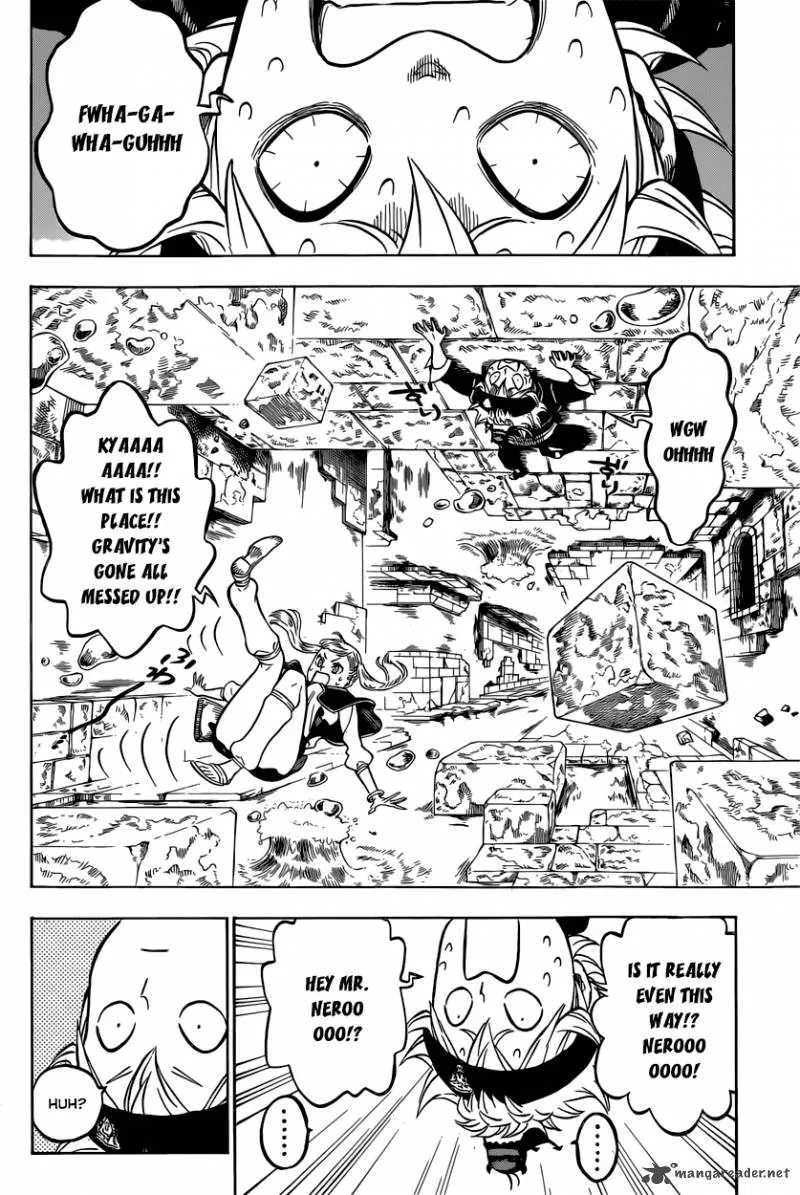 FWHA-GA-
WHA-GUHHH
WGW
OHHHH
KYAAAA
AAAA!!
WHAT IS THIS
PLACE!!
GRAVITY'S
GONE ALL
MESSED UP!!
IS IT REALLY
EVEN THIS
WAY!?
NEROOO
OOOO!
HEY MR.
NEROO
OOO!?
HUH?
mangareader.net